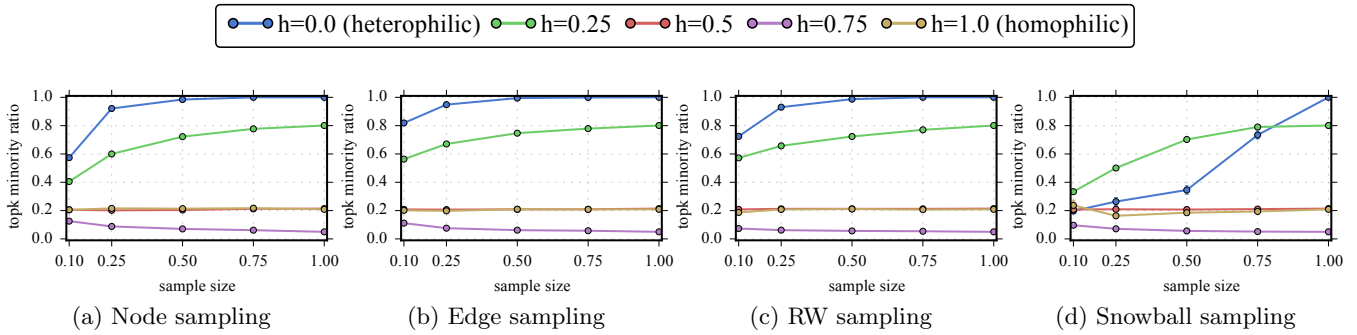 h=0.0 (heterophilic) h=0.25 h=0.5 h=0.75 h=1.0 (homophilic)
topk minority ratio
1.0
0.8
0.6
0.4
0.2
0.0
0.10 0.25 0.50 0.75 1.00
sample size
(a) Node sampling
topk minority ratio
1.0
0.8
0.6
0.4
0.2
0.0
0.10 0.25 0.50 0.75 1.00
sample size
(b) Edge sampling
topk minority ratio
1.0
0.8
0.6
0.4
0.2
0.0
0.10 0.25 0.50 0.75 1.00
sample size
(c) RW sampling
topk minority ratio
1.0
0.8
0.6
0.4
0.2
0.0
0.10 0.25 0.50 0.75 1.00
sample size
(d) Snowball sampling